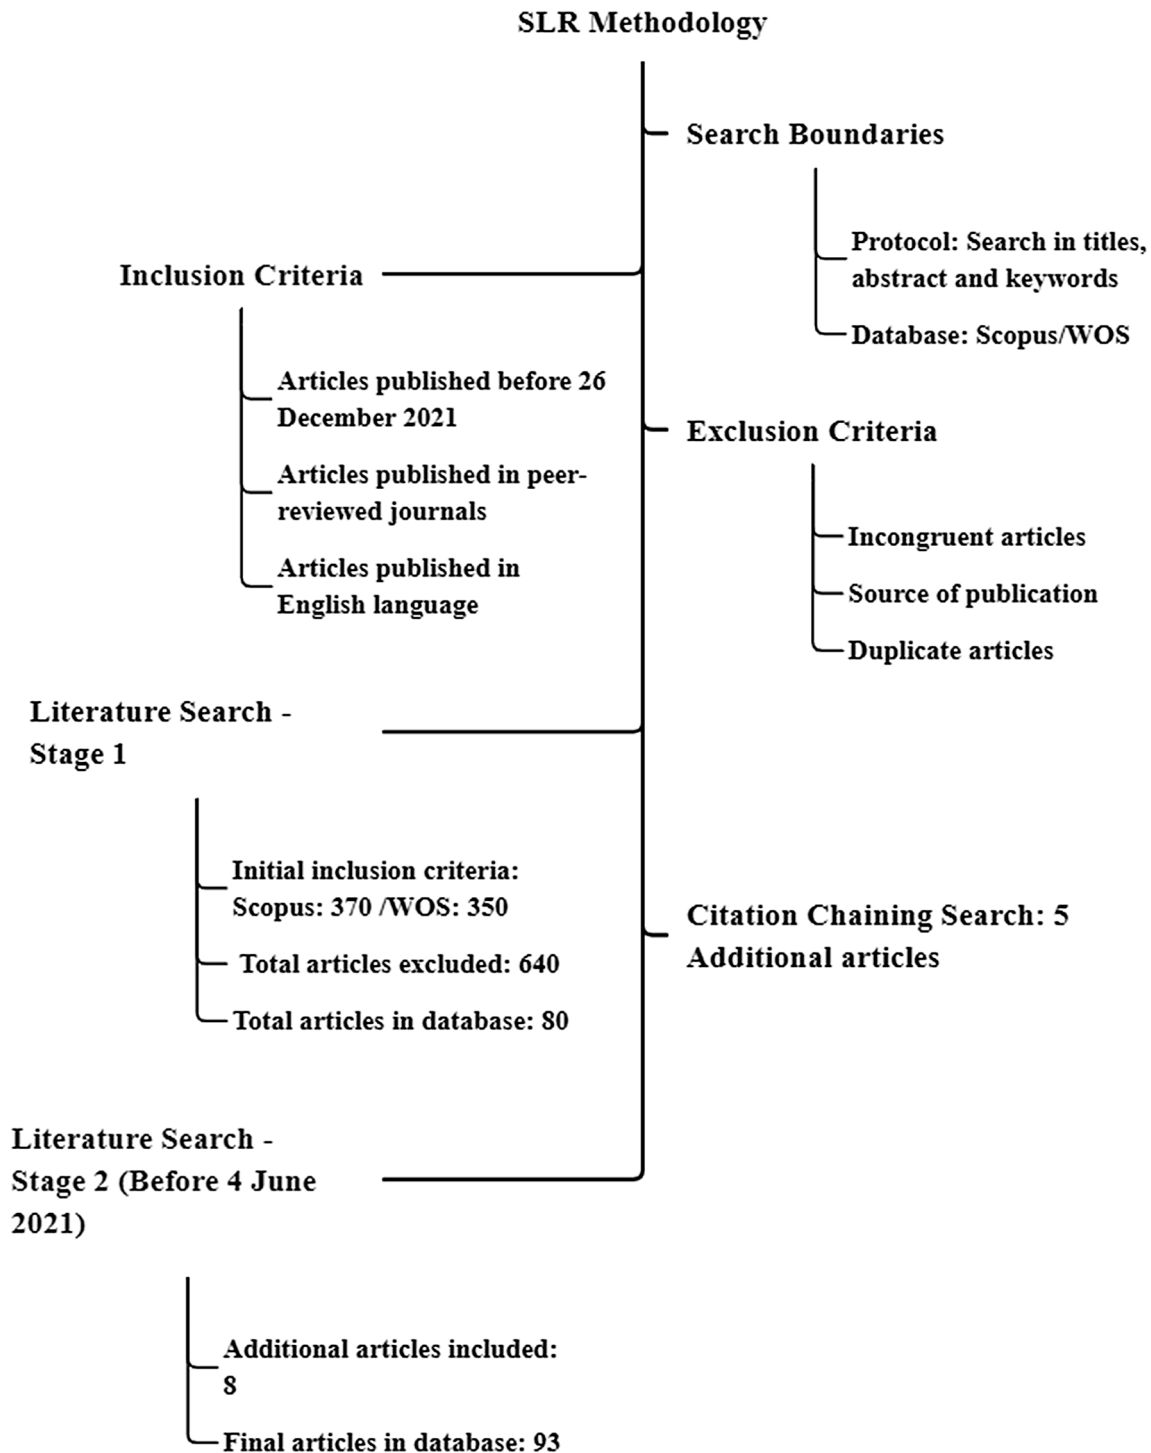 SLR Methodology
Search Boundaries
Protocol: Search in titles,
abstract and keywords
Database: Scopus/WOS
Inclusion Criteria
Articles published before 26
December 2021
Articles published in peer-
reviewed journals
Articles published in
English language
Exclusion Criteria
Incongruent articles
Source of publication
Duplicate articles
Literature Search -
Stage 1
Initial inclusion criteria:
Scopus: 370 /WOS: 350
Total articles excluded: 640
Total articles in database: 80
Citation Chaining Search: 5
Additional articles
Literature Search -
Stage 2 (Before 4 June
2021)
Additional articles included:
8
Final articles in database: 93